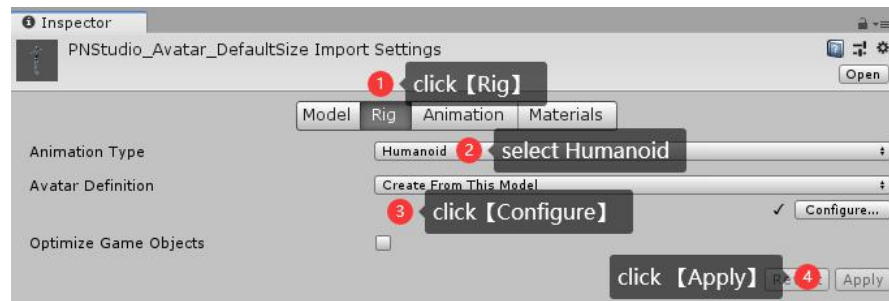 Inspector
PNStudio_Avatar_DefaultSize Import Settings
Open
1 click【Rig】
Model Rig Animation Materials
Animation Type Humanoid 2 select Humanoid
Avatar Definition Create From This Model
3 click【Configure】 ✓ Configure...
Optimize Game Objects
click 【Apply】 4 Apply